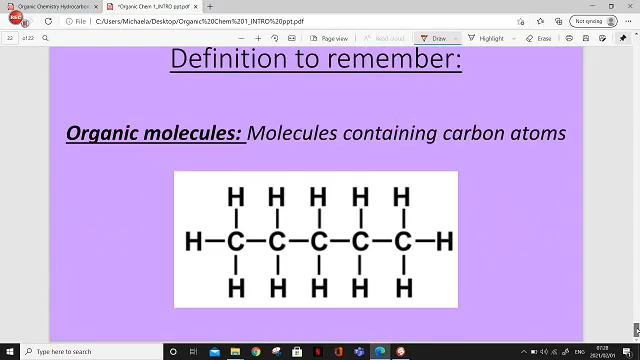 Organic Chemistry Hydrocarbon
*Organic Chem 1_INTRO ppt.pdf
C:/Users/Michaela/Desktop/Organic%20Chem%201_INTRO%20ppt.pdf
Not syncing
22 of 22
Page view
Read aloud
Draw
Highlight
Erase
REC
Definition to remember:
Organic molecules: Molecules containing carbon atoms
H H H H H
H C C C C C H
H H H H H
Type here to search
ENG
07:28
2021/02/01